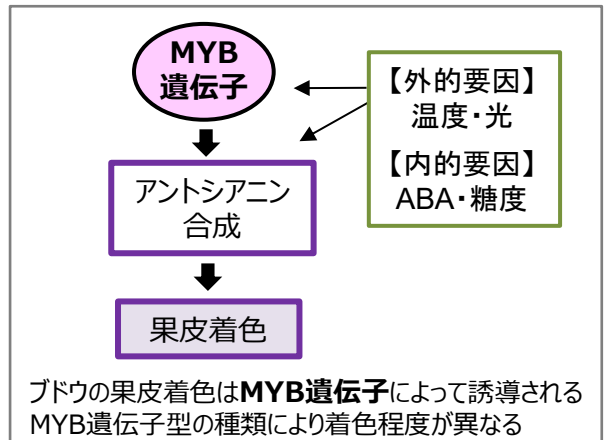 MYB
遺伝子
【外的要因】
温度・光
【内的要因】
ABA・糖度
アントシアニン
合成
果皮着色
ブドウの果皮着色はMYB遺伝子によって誘導される
MYB遺伝子型の種類により着色程度が異なる